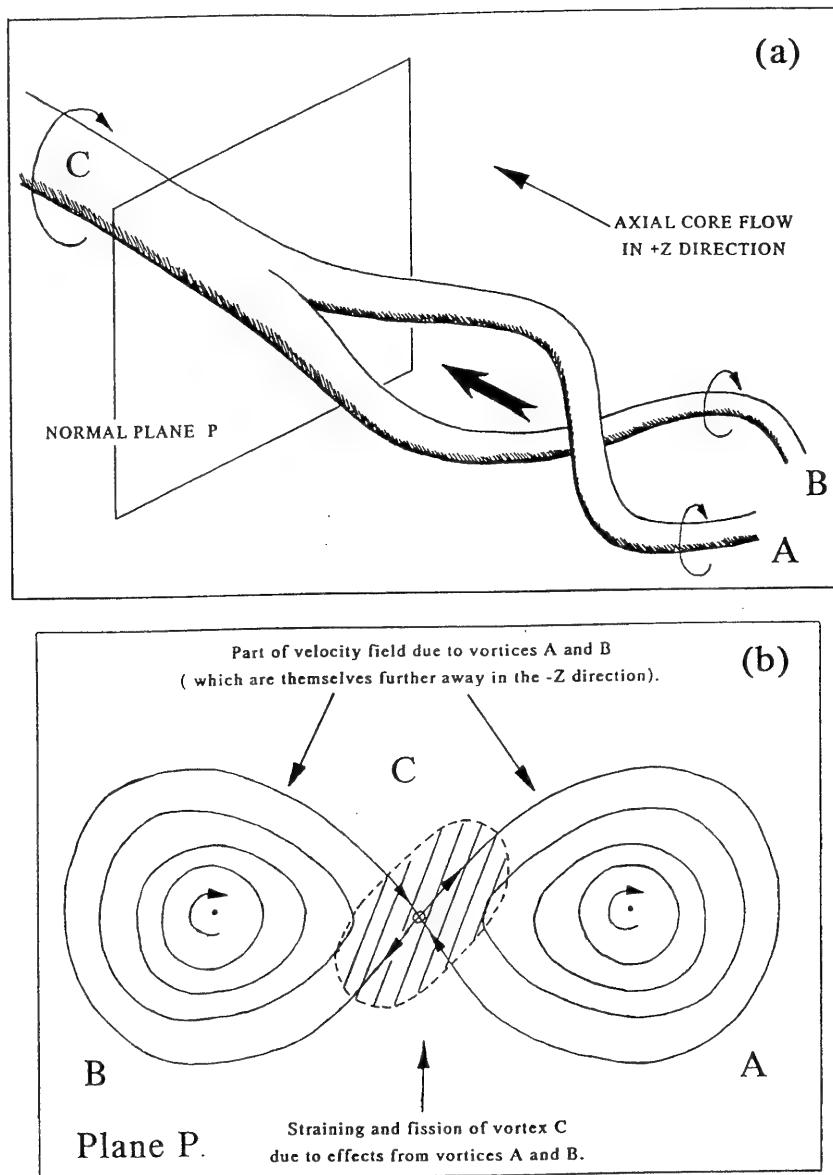 (a)
C
AXIAL CORE FLOW
IN +Z DIRECTION
NORMAL PLANE P
B
A
Part of velocity field due to vortices A and B
( which are themselves further away in the -Z direction).
(b)
C
B
A
Plane P.
Straining and fission of vortex C
due to effects from vortices A and B.